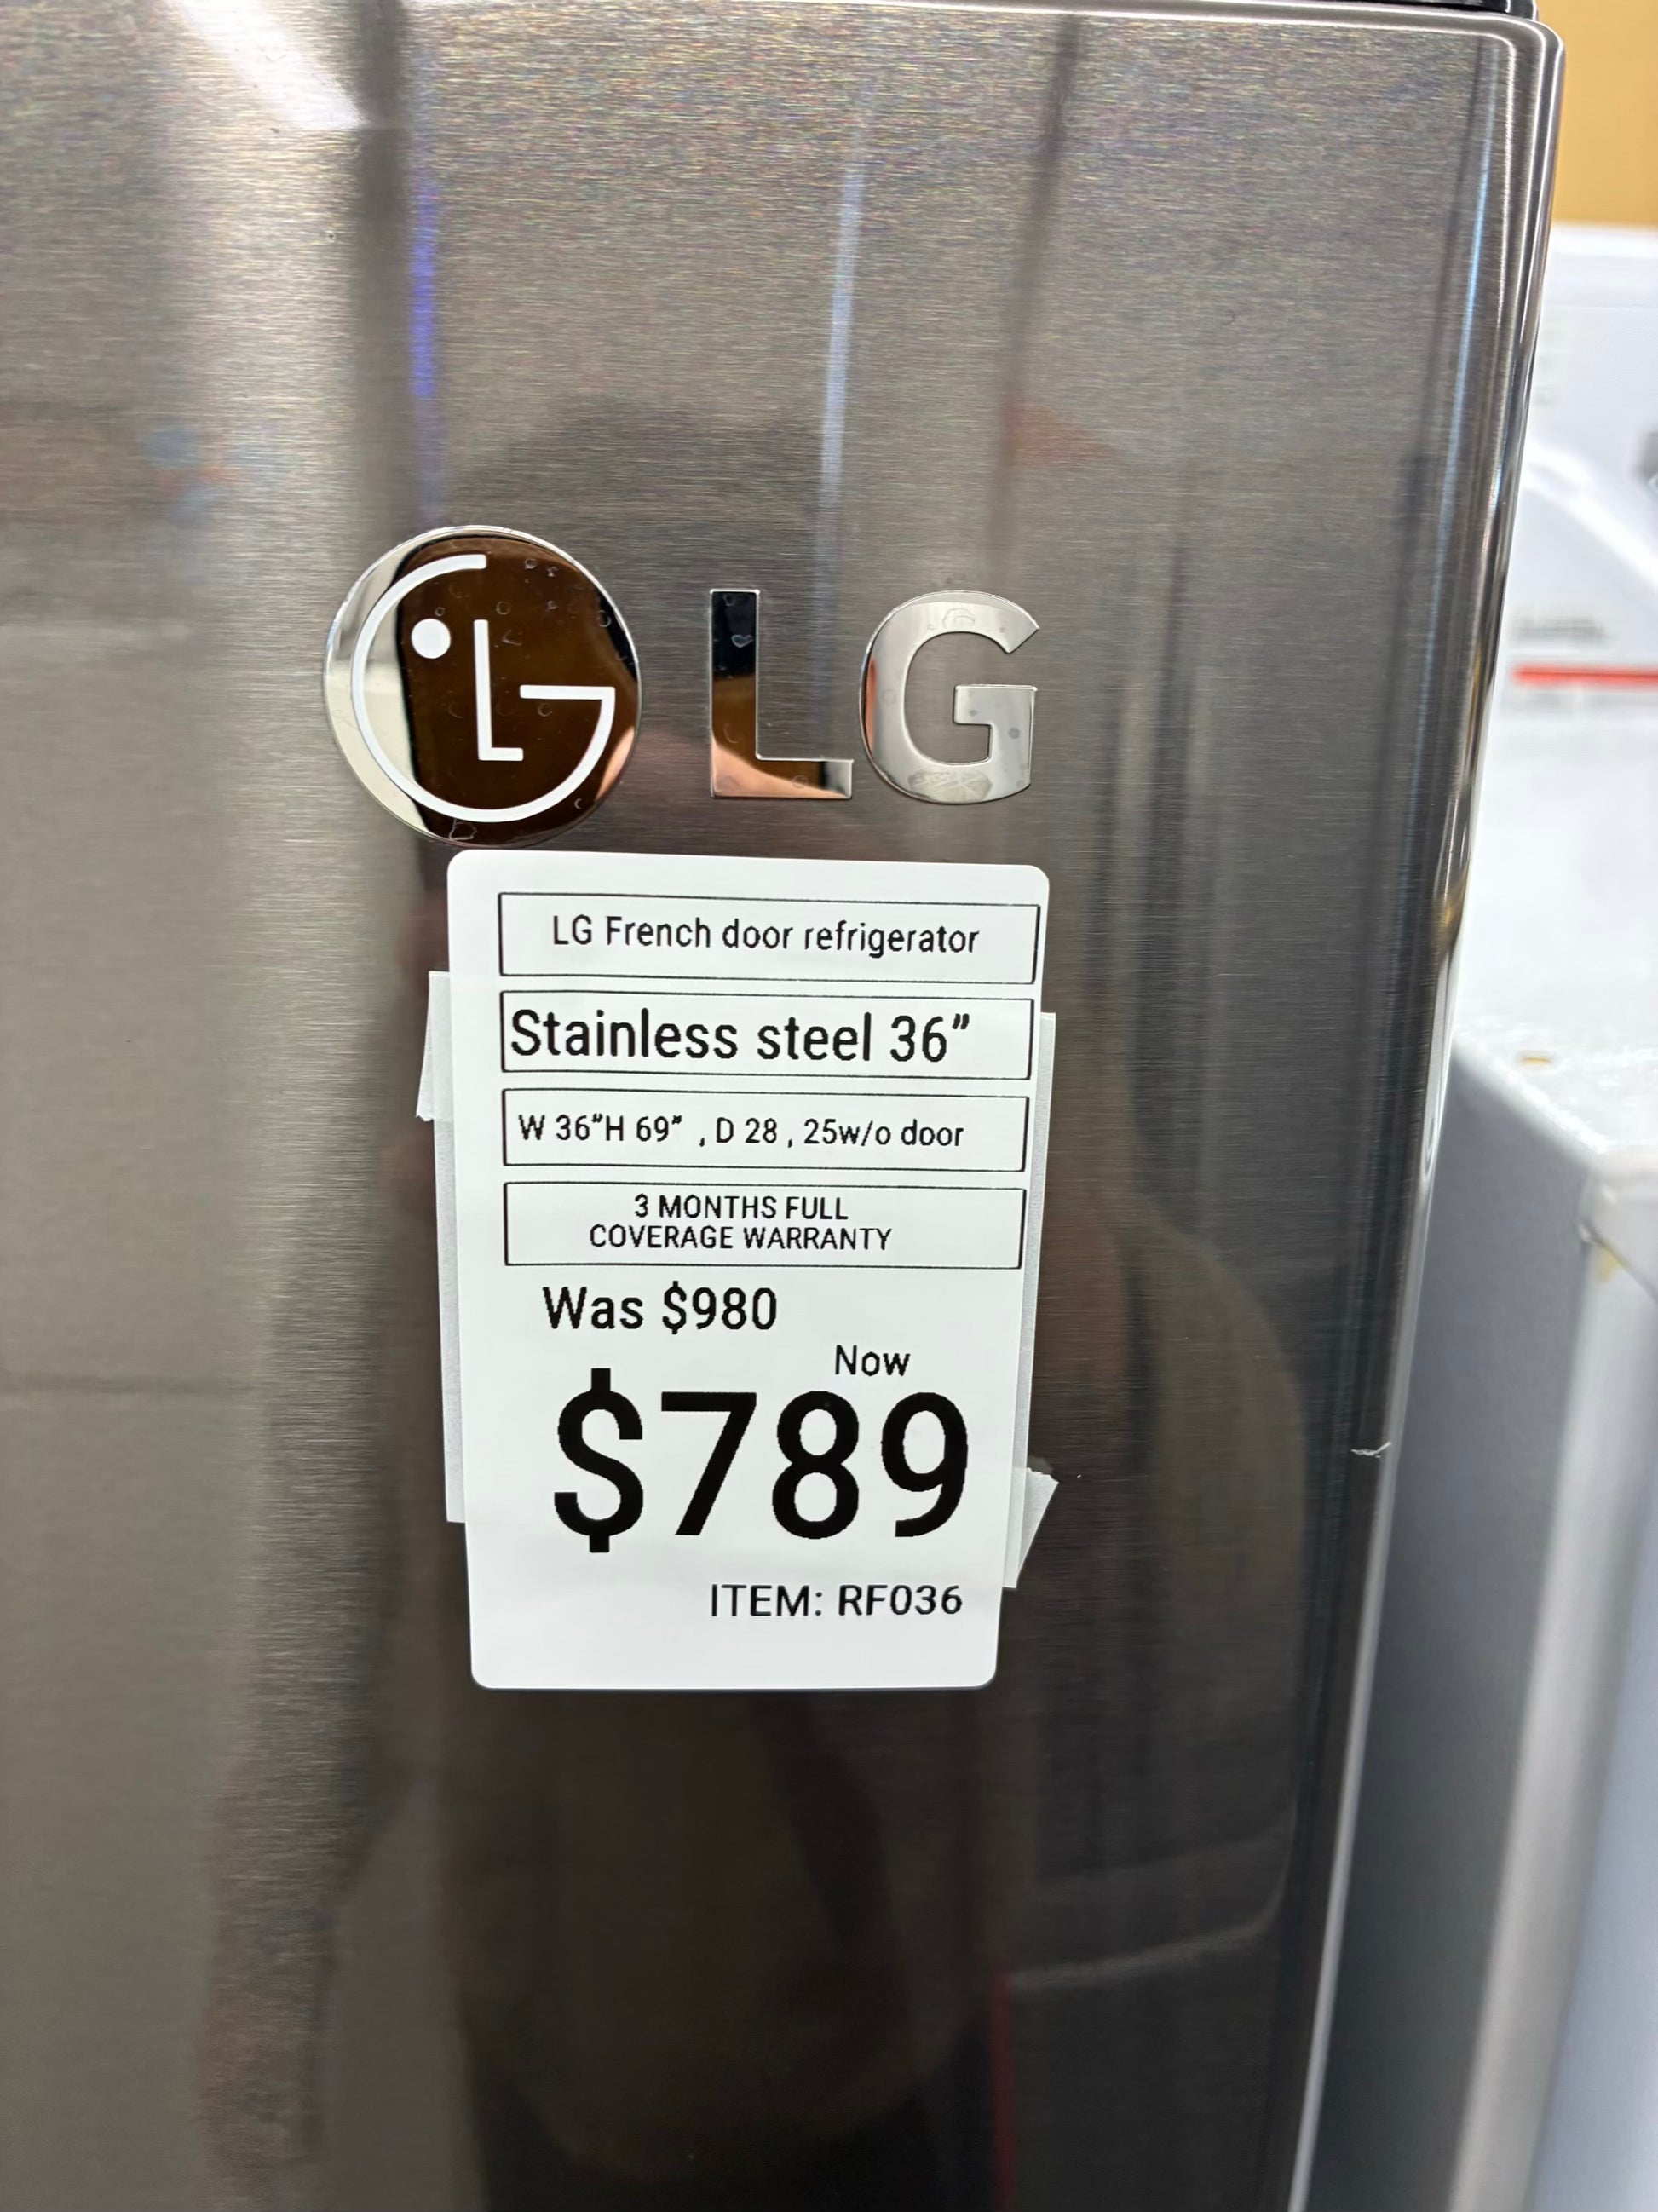 LG
LG French door refrigerator
Stainless steel 36"
W 36"H 69" , D 28 , 25w/o door
3 MONTHS FULL
COVERAGE WARRANTY
Was $980
Now
$789
ITEM: RF036